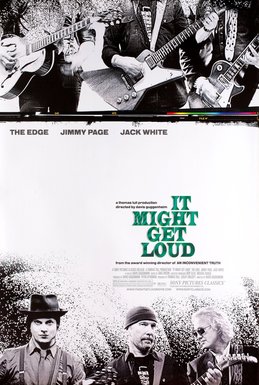 THE EDGE JIMMY PAGE JACK WHITE
a thomas tull production
directed by davis guggenheim
IT
MIGHT
GET
LOUD
from the award winning director of AN INCONVENIENT TRUTH
SONY PICTURES CLASSICS